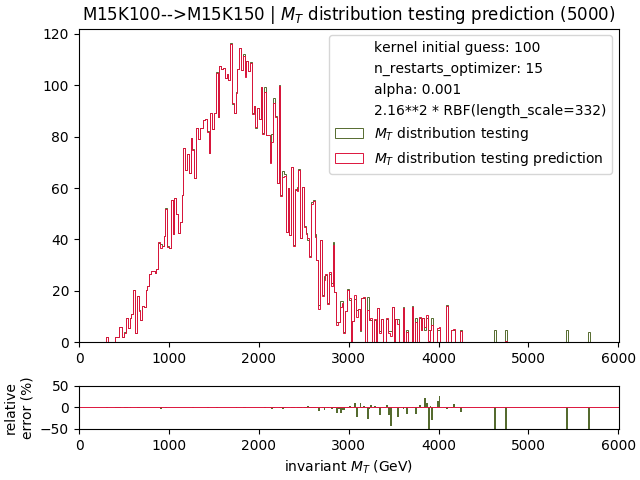 M15K100-->M15K150 | M_T distribution testing prediction (5000)
120
100
80
60
40
20
0
kernel initial guess: 100
n_restarts_optimizer: 15
alpha: 0.001
2.16**2 * RBF(length_scale=332)
M_T distribution testing
M_T distribution testing prediction
0 1000 2000 3000 4000 5000 6000
relative
error (%)
50
0
−50
0 1000 2000 3000 4000 5000 6000
invariant M_T (GeV)